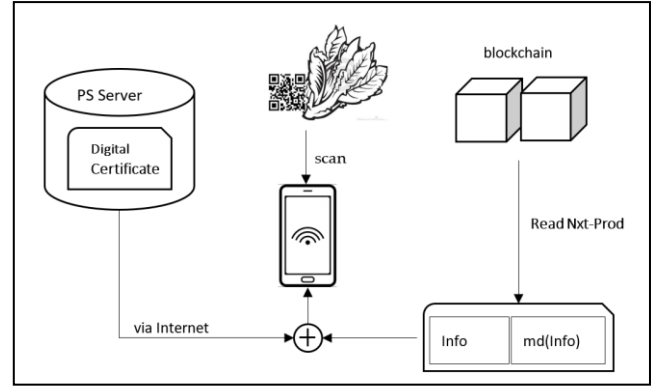 PS Server
Digital
Certificate
scan
blockchain
Read Nxt-Prod
via Internet
Info
md(Info)